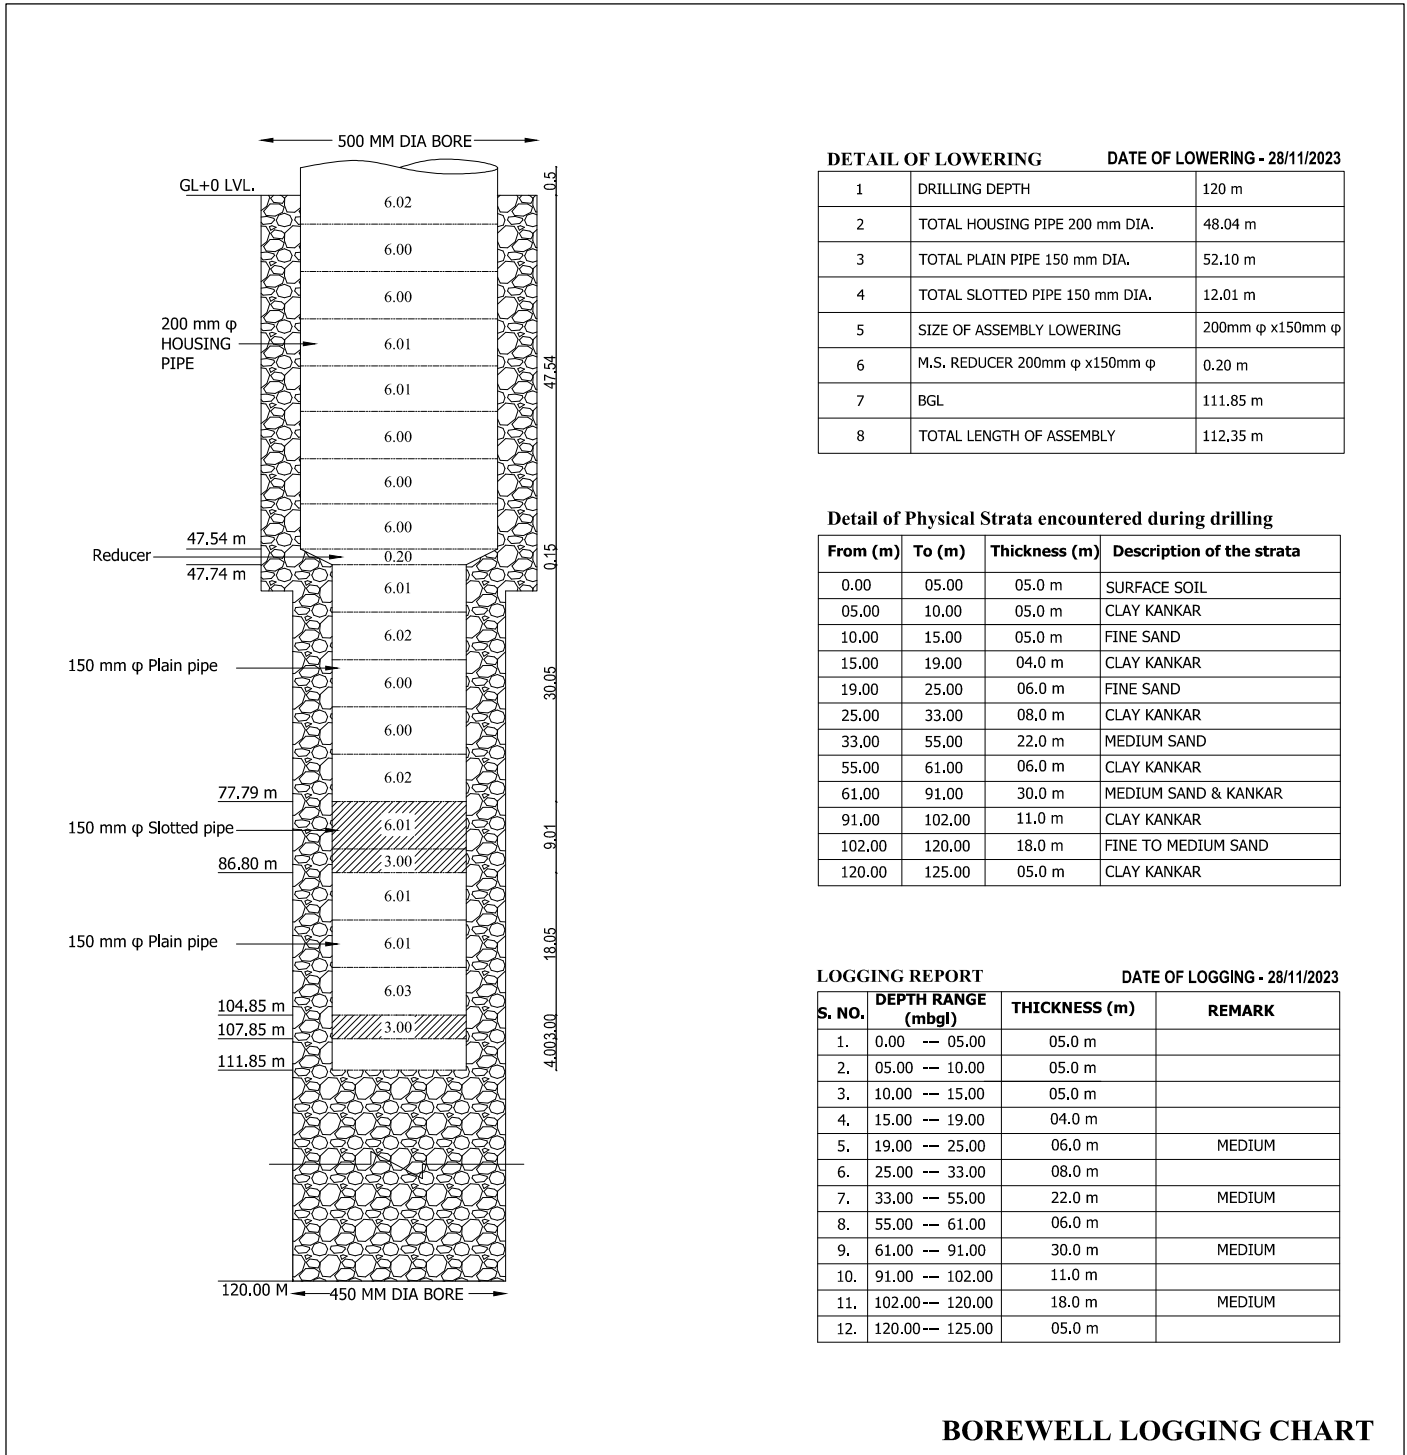 500 MM DIA BORE
GL+0 LVL.
0.5
6.02
6.00
6.00
200 mm φ
HOUSING
PIPE
6.01
47.54
6.01
6.00
6.00
6.00
47.54 m
Reducer
0.20
0.15
47.74 m
6.01
6.02
150 mm φ Plain pipe
6.00
30.05
6.00
6.02
77.79 m
150 mm φ Slotted pipe
6.01
9.01
3.00
86.80 m
6.01
150 mm φ Plain pipe
6.01
18.05
6.03
104.85 m
3.00
3.00
107.85 m
4.00
111.85 m
120.00 M
450 MM DIA BORE
DETAIL OF LOWERING DATE OF LOWERING - 28/11/2023
1 DRILLING DEPTH 120 m
2 TOTAL HOUSING PIPE 200 mm DIA. 48.04 m
3 TOTAL PLAIN PIPE 150 mm DIA. 52.10 m
4 TOTAL SLOTTED PIPE 150 mm DIA. 12.01 m
5 SIZE OF ASSEMBLY LOWERING 200mm φ x150mm φ
6 M.S. REDUCER 200mm φ x150mm φ 0.20 m
7 BGL 111.85 m
8 TOTAL LENGTH OF ASSEMBLY 112.35 m
Detail of Physical Strata encountered during drilling
From (m) To (m) Thickness (m) Description of the strata
0.00 05.00 05.0 m SURFACE SOIL
05.00 10.00 05.0 m CLAY KANKAR
10.00 15.00 05.0 m FINE SAND
15.00 19.00 04.0 m CLAY KANKAR
19.00 25.00 06.0 m FINE SAND
25.00 33.00 08.0 m CLAY KANKAR
33.00 55.00 22.0 m MEDIUM SAND
55.00 61.00 06.0 m CLAY KANKAR
61.00 91.00 30.0 m MEDIUM SAND & KANKAR
91.00 102.00 11.0 m CLAY KANKAR
102.00 120.00 18.0 m FINE TO MEDIUM SAND
120.00 125.00 05.0 m CLAY KANKAR
LOGGING REPORT DATE OF LOGGING - 28/11/2023
S. NO. DEPTH RANGE (mbgl) THICKNESS (m) REMARK
1. 0.00 --- 05.00 05.0 m
2. 05.00 --- 10.00 05.0 m
3. 10.00 --- 15.00 05.0 m
4. 15.00 --- 19.00 04.0 m
5. 19.00 --- 25.00 06.0 m MEDIUM
6. 25.00 --- 33.00 08.0 m
7. 33.00 --- 55.00 22.0 m MEDIUM
8. 55.00 --- 61.00 06.0 m
9. 61.00 --- 91.00 30.0 m MEDIUM
10. 91.00 --- 102.00 11.0 m
11. 102.00--- 120.00 18.0 m MEDIUM
12. 120.00--- 125.00 05.0 m
BOREWELL LOGGING CHART